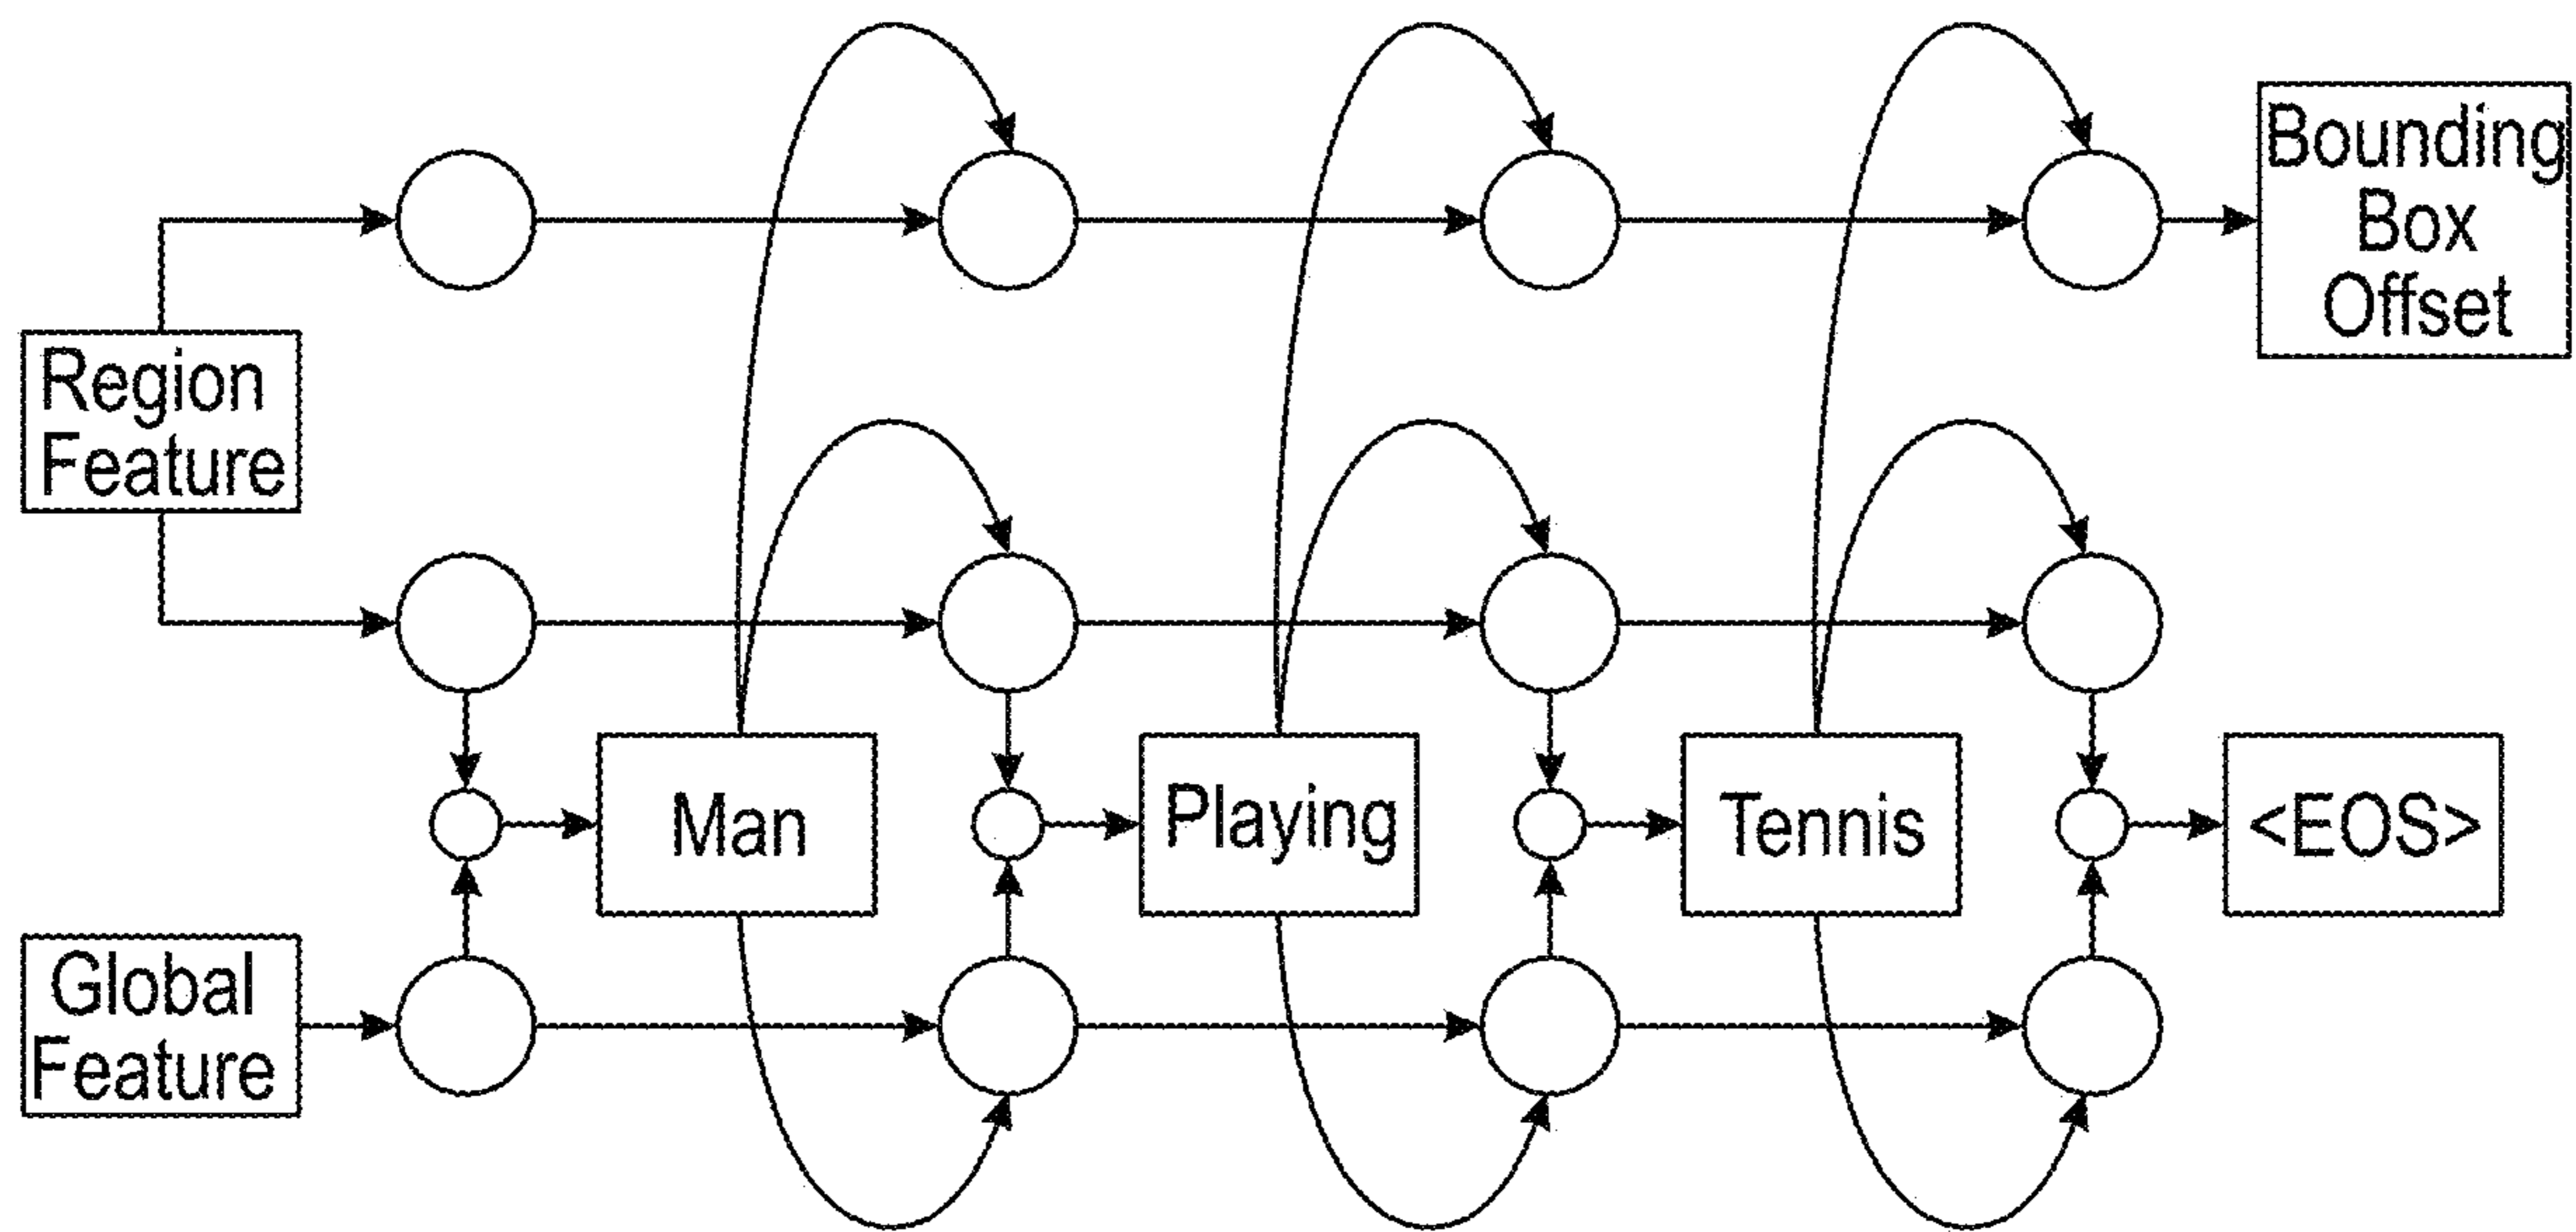 Bounding
Box
Offset
Region
Feature
Man
Playing
Tennis
<EOS>
Global
Feature